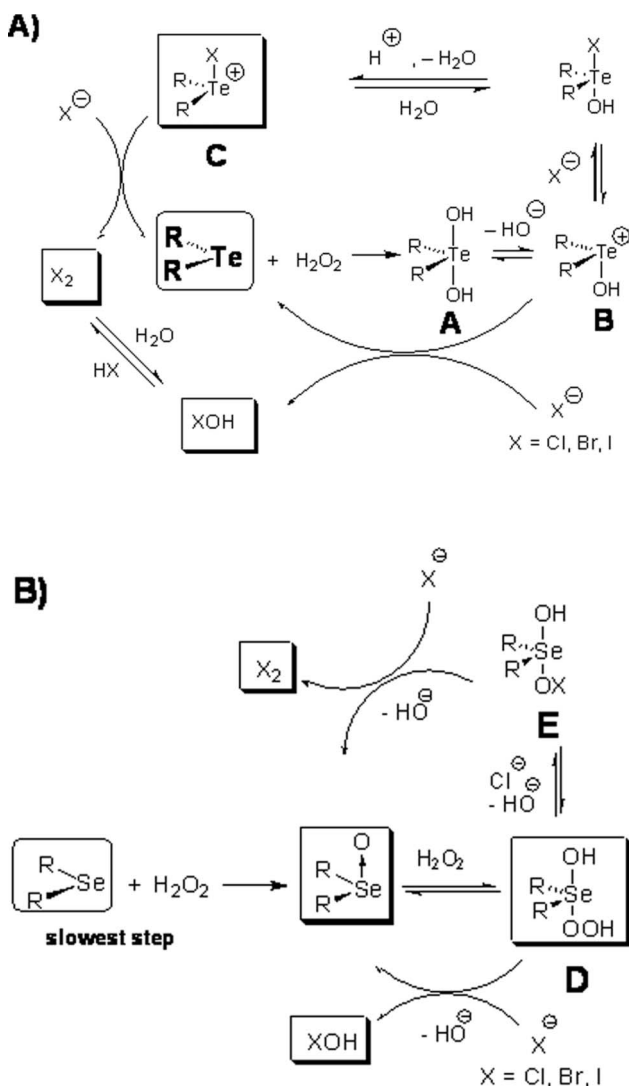 A)
X
R Te ⊕
R
C
H ⊕ , – H₂O
H₂O
X
R Te
R OH
X ⊖
X ⊖
X₂
R
R Te
+ H₂O₂
OH
R Te
R OH
A
– HO ⊖
R Te ⊕
R OH
B
H₂O
HX
XOH
X ⊖
X = Cl, Br, I
B)
X ⊖
X₂
- HO ⊖
OH
R Se
R OX
E
Cl ⊖
- HO ⊖
R Se
R
+ H₂O₂
slowest step
O
R Se
R
H₂O₂
OH
R Se
R OOH
D
XOH
- HO ⊖
X ⊖
X = Cl, Br, I